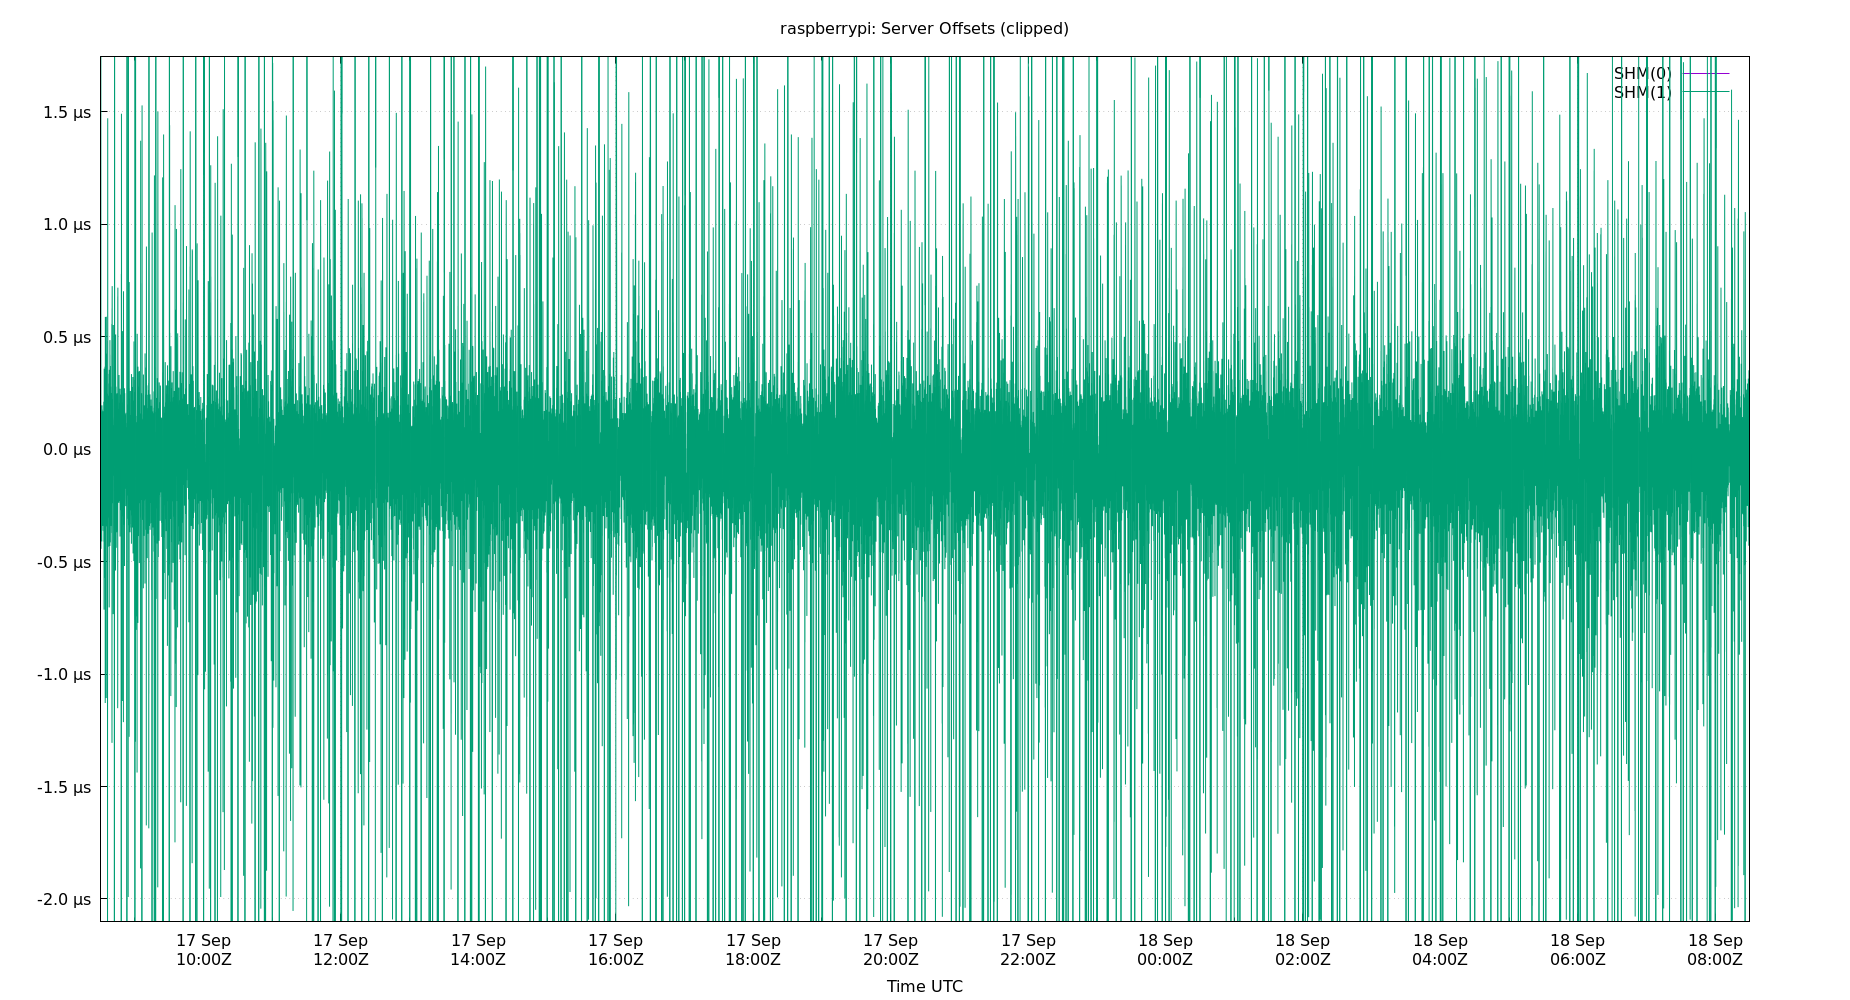 raspberrypi: Server Offsets (clipped)
SHM(0)
SHM(1)
1.5 µs
1.0 µs
0.5 µs
0.0 µs
-0.5 µs
-1.0 µs
-1.5 µs
-2.0 µs
17 Sep 17 Sep 17 Sep 17 Sep 17 Sep 17 Sep 17 Sep 18 Sep 18 Sep 18 Sep 18 Sep 18 Sep
10:00Z 12:00Z 14:00Z 16:00Z 18:00Z 20:00Z 22:00Z 00:00Z 02:00Z 04:00Z 06:00Z 08:00Z
Time UTC